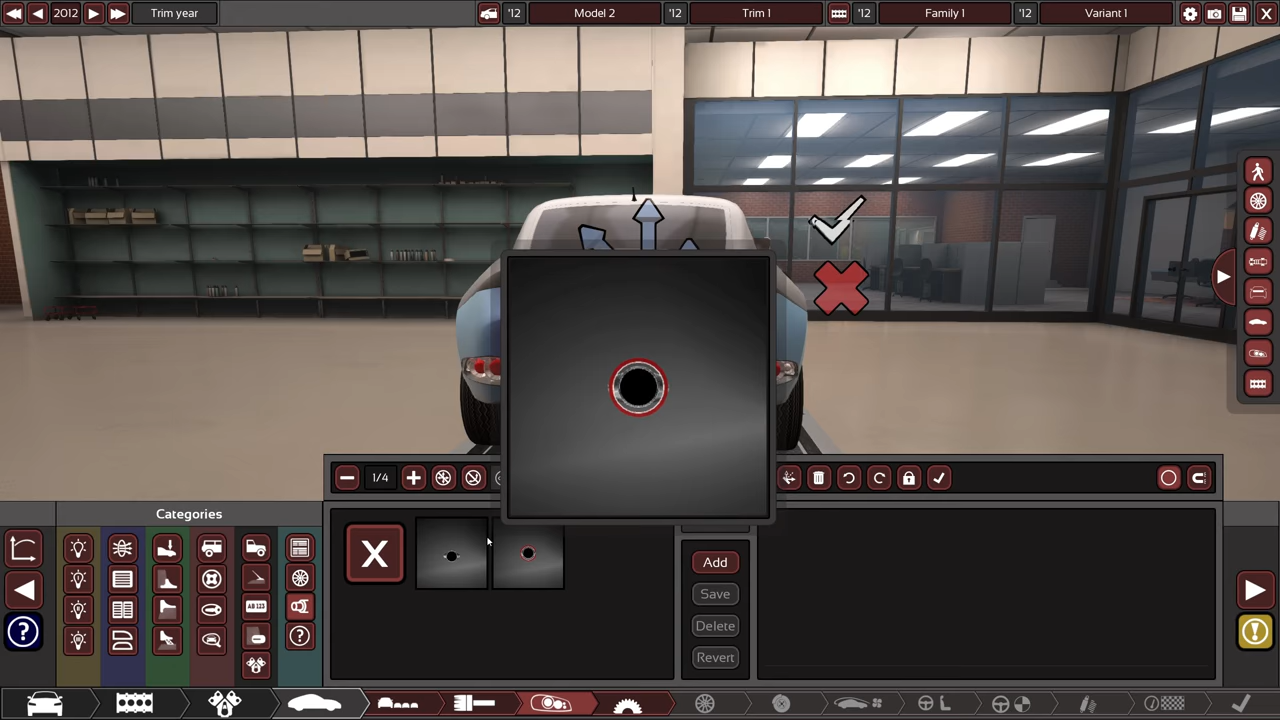 2012 Trim year '12 Model 2 '12 Trim 1 '12 Family 1 '12 Variant 1
1/4
Categories
X
Add
Save
Delete
Revert
AB 123
?
?